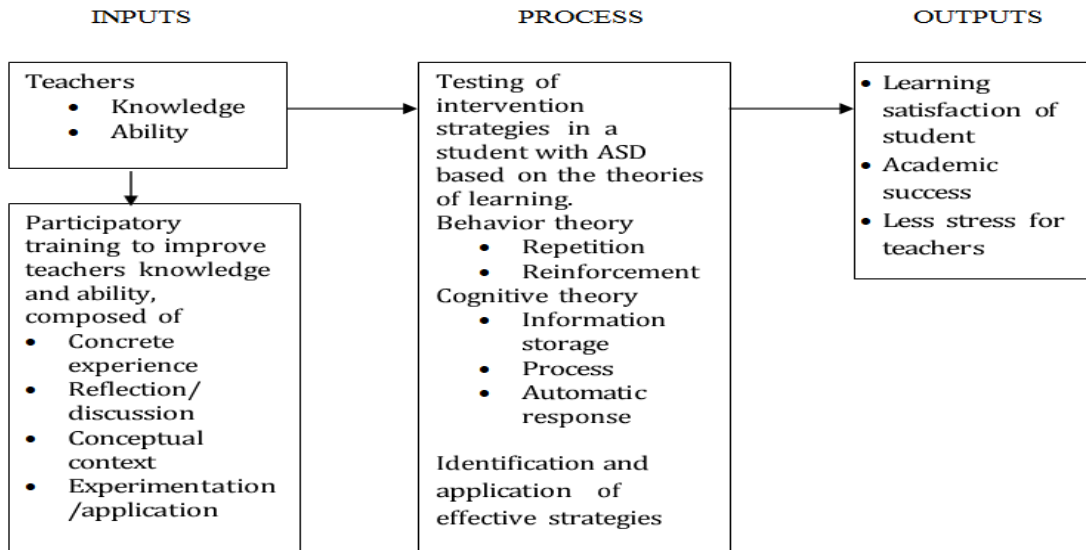 INPUTS
PROCESS
OUTPUTS
Teachers
• Knowledge
• Ability
Participatory
training to improve
teachers knowledge
and ability,
composed of
• Concrete
experience
• Reflection/
discussion
• Conceptual
context
• Experimentation
/application
Testing of
intervention
strategies in a
student with ASD
based on the theories
of learning.
Behavior theory
• Repetition
• Reinforcement
Cognitive theory
• Information
storage
• Process
• Automatic
response
Identification and
application of
effective strategies
• Learning
satisfaction of
student
• Academic
success
• Less stress for
teachers